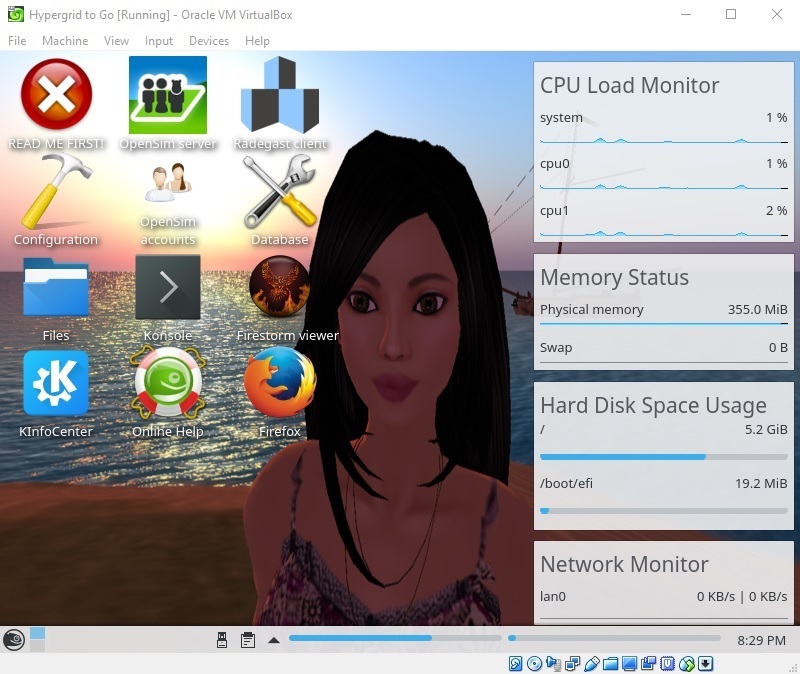 Hypergrid to Go [Running] - Oracle VM VirtualBox
File Machine View Input Devices Help
READ ME FIRST!
OpenSim server
Radegast client
Configuration
OpenSim
accounts
Database
Files
Konsole
Firestorm viewer
KInfoCenter
Online Help
Firefox
CPU Load Monitor
system 1 %
cpu0 1 %
cpu1 2 %
Memory Status
Physical memory 355.0 MiB
Swap 0 B
Hard Disk Space Usage
/ 5.2 GiB
/boot/efi 19.2 MiB
Network Monitor
lan0 0 KB/s | 0 KB/s
8:29 PM